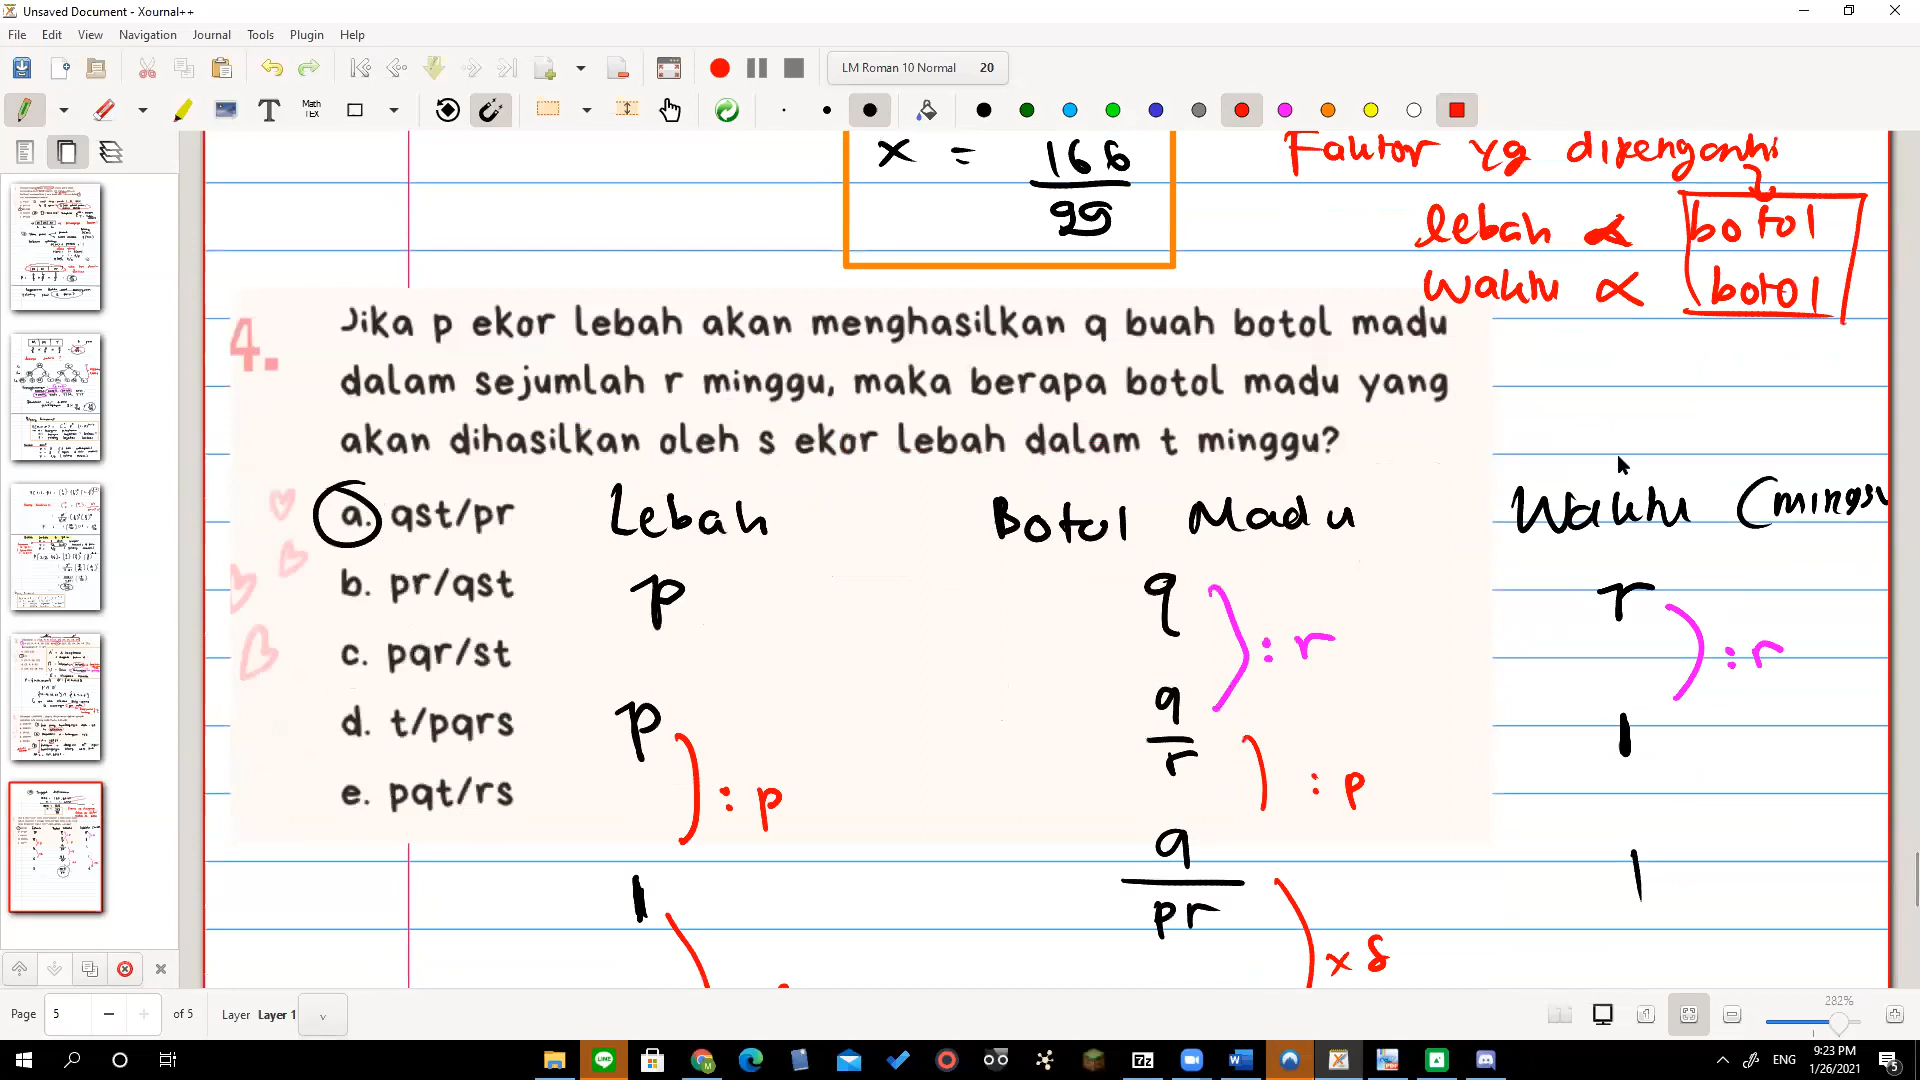 Unsaved Document - Xournal++
File Edit View Navigation Journal Tools Plugin Help
LM Roman 10 Normal 20
Math
TEX
x = 166
99
Faktor yg dipengaruhi
lebah ∝ botol
waktu ∝ botol
4. Jika p ekor lebah akan menghasilkan q buah botol madu
dalam sejumlah r minggu, maka berapa botol madu yang
akan dihasilkan oleh s ekor lebah dalam t minggu?
a. qst/pr
b. pr/qst
c. pqr/st
d. t/pqrs
e. pqt/rs
Lebah Botol Madu Waktu (minggu
p q r
: r : r
p q/r 1
: p : p
1 q/pr 1
x s
Page 5 of 5 Layer Layer 1
282%
ENG
9:23 PM
1/26/2021
5